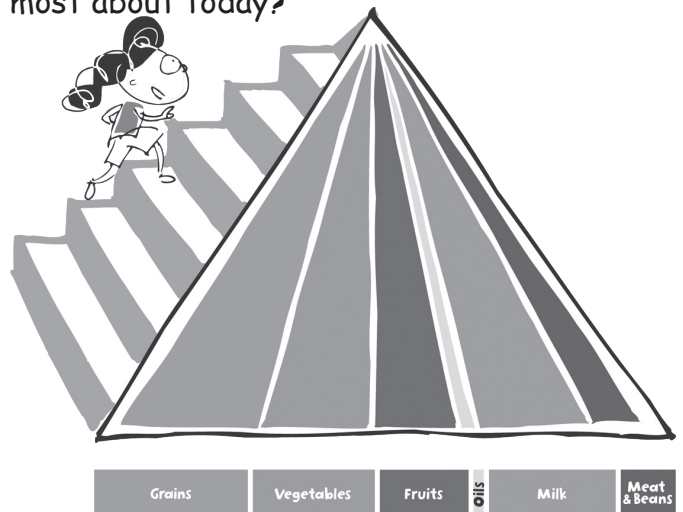 most about today?
Grains
Vegetables
Fruits
Oils
Milk
Meat
& Beans